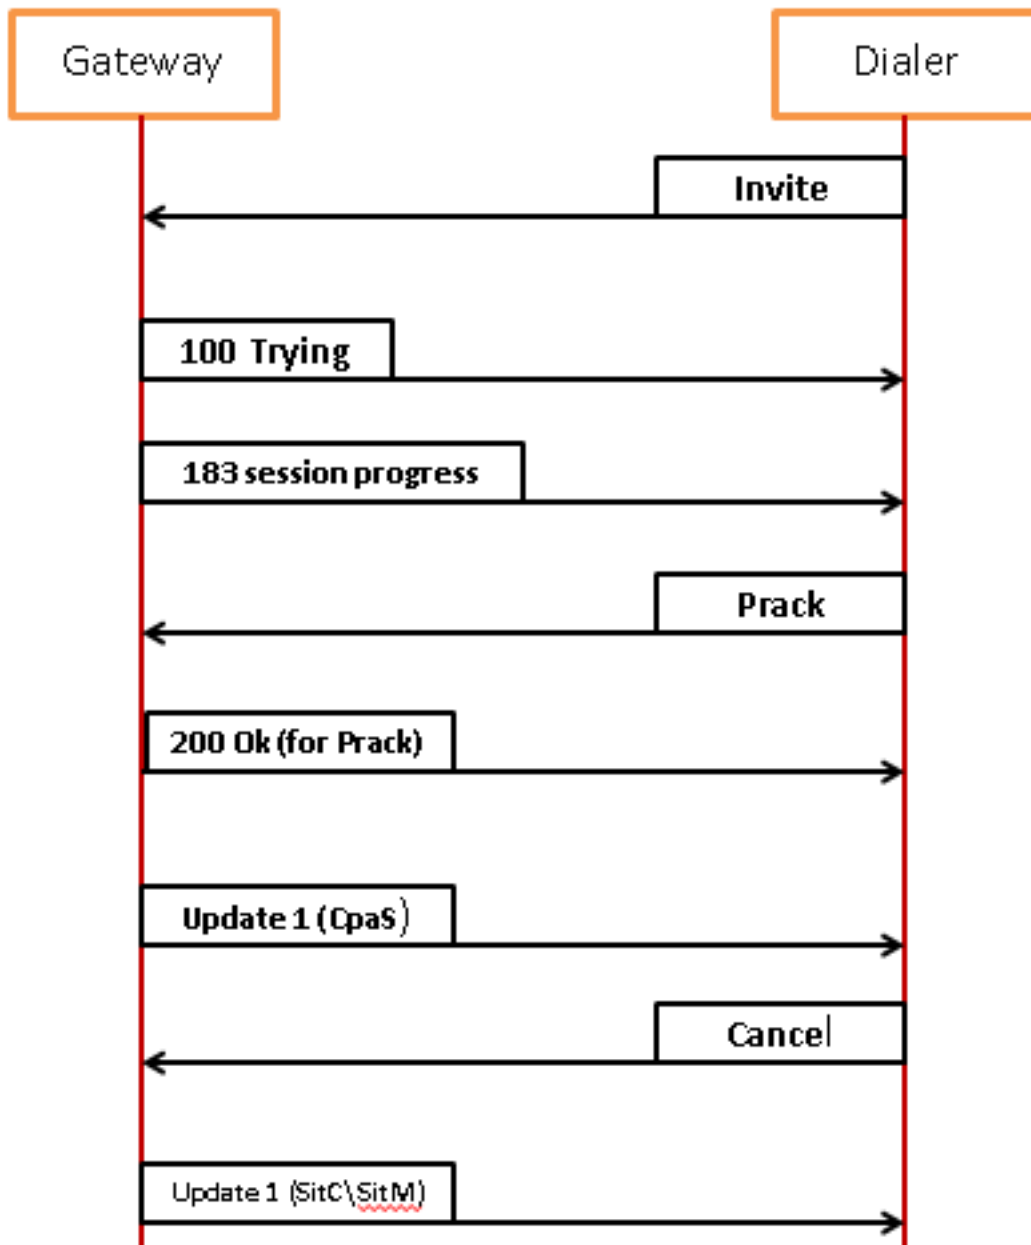 Gateway
Dialer
Invite
100 Trying
183 session progress
Prack
200 Ok (for Prack)
Update 1 (CpaS)
Cancel
Update 1 (SitC\SitM)